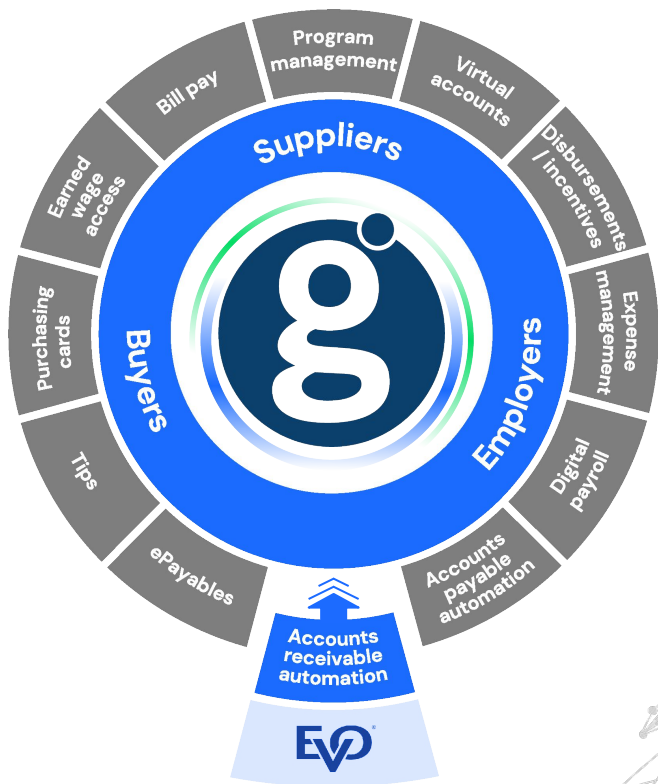 Program
management
Virtual
accounts
Disbursements
/ incentives
Expense
management
Digital
payroll
Accounts
payable
automation
Accounts
receivable
automation
EVO
ePayables
Tips
Purchasing
cards
Earned
wage
access
Bill pay
Suppliers
Employers
Buyers
g